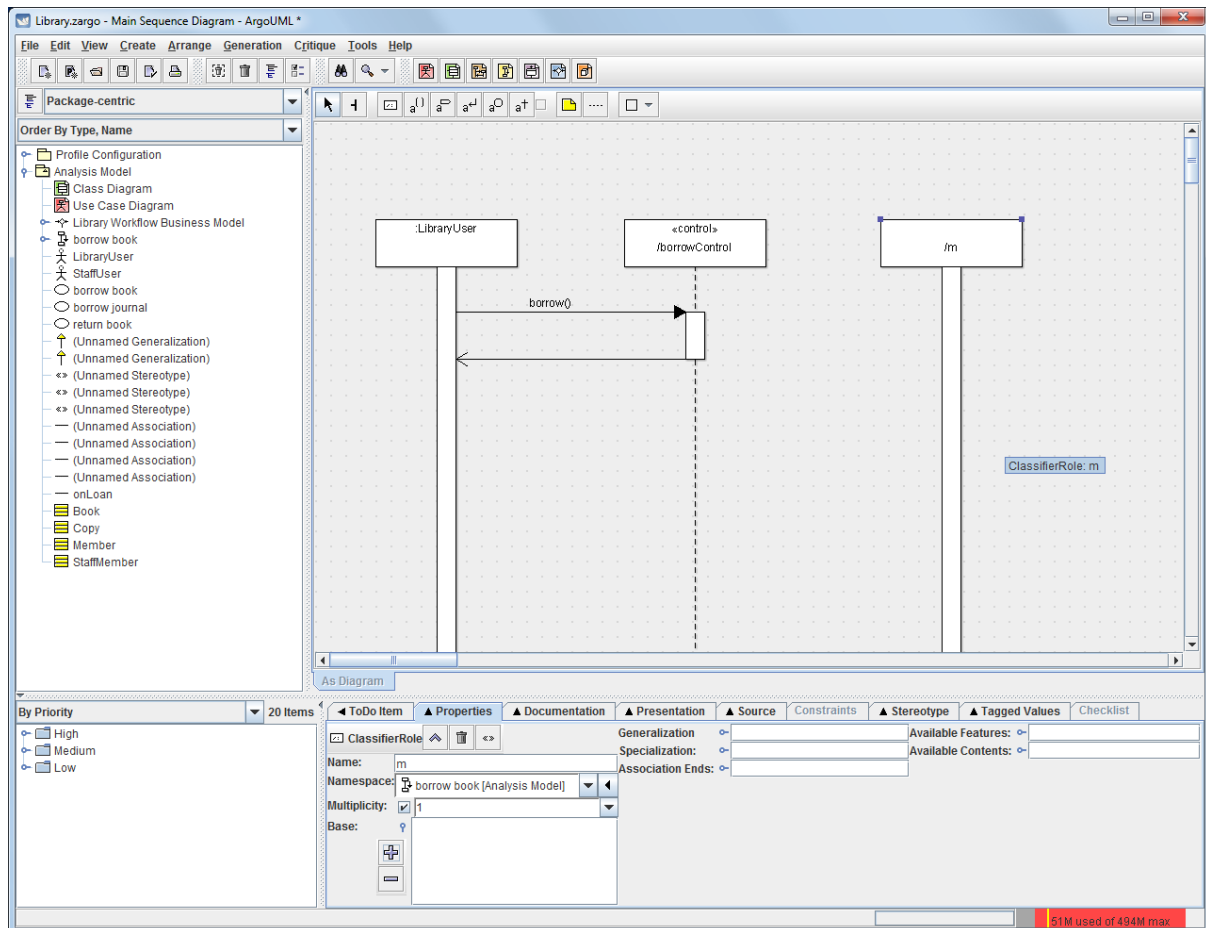 Library.zargo - Main Sequence Diagram - ArgoUML *
File Edit View Create Arrange Generation Critique Tools Help
Package-centric
Order By Type, Name
Profile Configuration
Analysis Model
Class Diagram
Use Case Diagram
Library Workflow Business Model
borrow book
LibraryUser
StaffUser
borrow book
borrow journal
return book
(Unnamed Generalization)
(Unnamed Generalization)
«» (Unnamed Stereotype)
«» (Unnamed Stereotype)
«» (Unnamed Stereotype)
(Unnamed Association)
(Unnamed Association)
(Unnamed Association)
(Unnamed Association)
onLoan
Book
Copy
Member
StaffMember
:LibraryUser
«control»
/borrowControl
/m
borrow()
ClassifierRole: m
As Diagram
By Priority 20 Items
High
Medium
Low
ToDo Item Properties Documentation Presentation Source Constraints Stereotype Tagged Values Checklist
ClassifierRole «»
Name: m
Namespace: borrow book [Analysis Model]
Multiplicity: 1
Base:
Generalization
Specialization:
Association Ends:
Available Features:
Available Contents:
51M used of 494M max